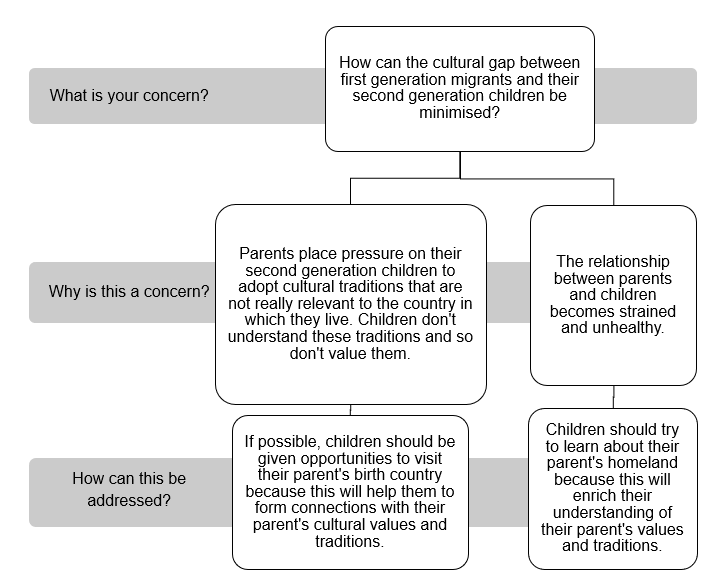 What is your concern?
How can the cultural gap between
first generation migrants and their
second generation children be
minimised?
Why is this a concern?
Parents place pressure on their
second generation children to
adopt cultural traditions that are
not really relevant to the country in
which they live. Children don't
understand these traditions and so
don't value them.
The relationship
between parents
and children
becomes strained
and unhealthy.
How can this be
addressed?
If possible, children should be
given opportunities to visit
their parent's birth country
because this will help them to
form connections with their
parent's cultural values and
traditions.
Children should try
to learn about their
parent's homeland
because this will
enrich their
understanding of
their parent's values
and traditions.